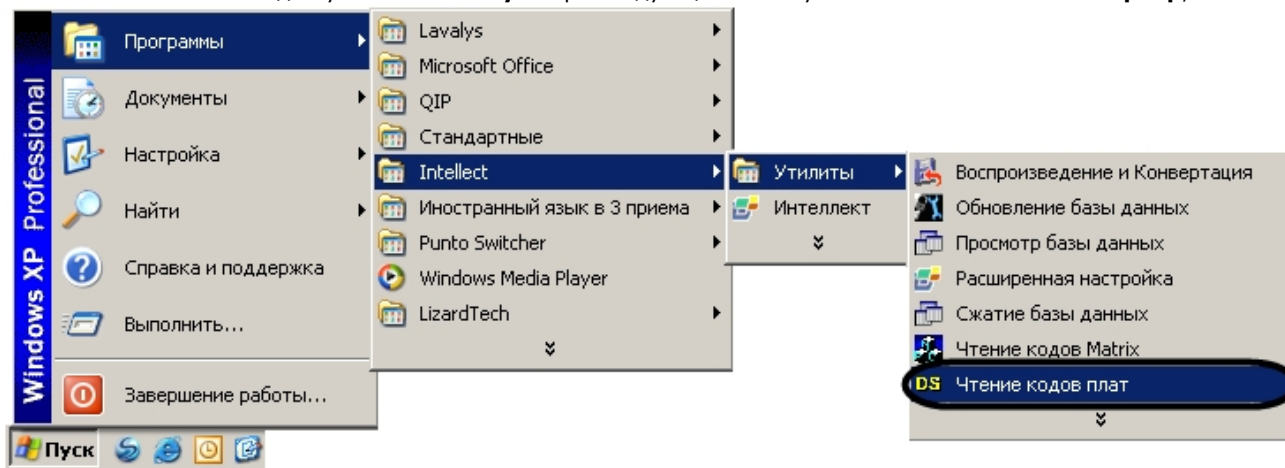 Программы
Документы
Настройка
Найти
Справка и поддержка
Выполнить...
Завершение работы...
Windows XP Professional
Пуск
Lavalys
Microsoft Office
QIP
Стандартные
Intellect
Иностранный язык в 3 приема
Punto Switcher
Windows Media Player
LizardTech
Утилиты
Интеллект
Воспроизведение и Конвертация
Обновление базы данных
Просмотр базы данных
Расширенная настройка
Сжатие базы данных
Чтение кодов Matrix
DS Чтение кодов плат